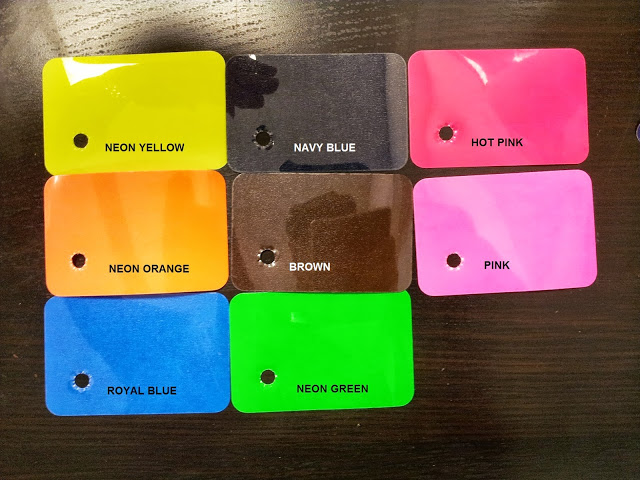 NEON YELLOW
NAVY BLUE
HOT PINK
NEON ORANGE
BROWN
PINK
ROYAL BLUE
NEON GREEN